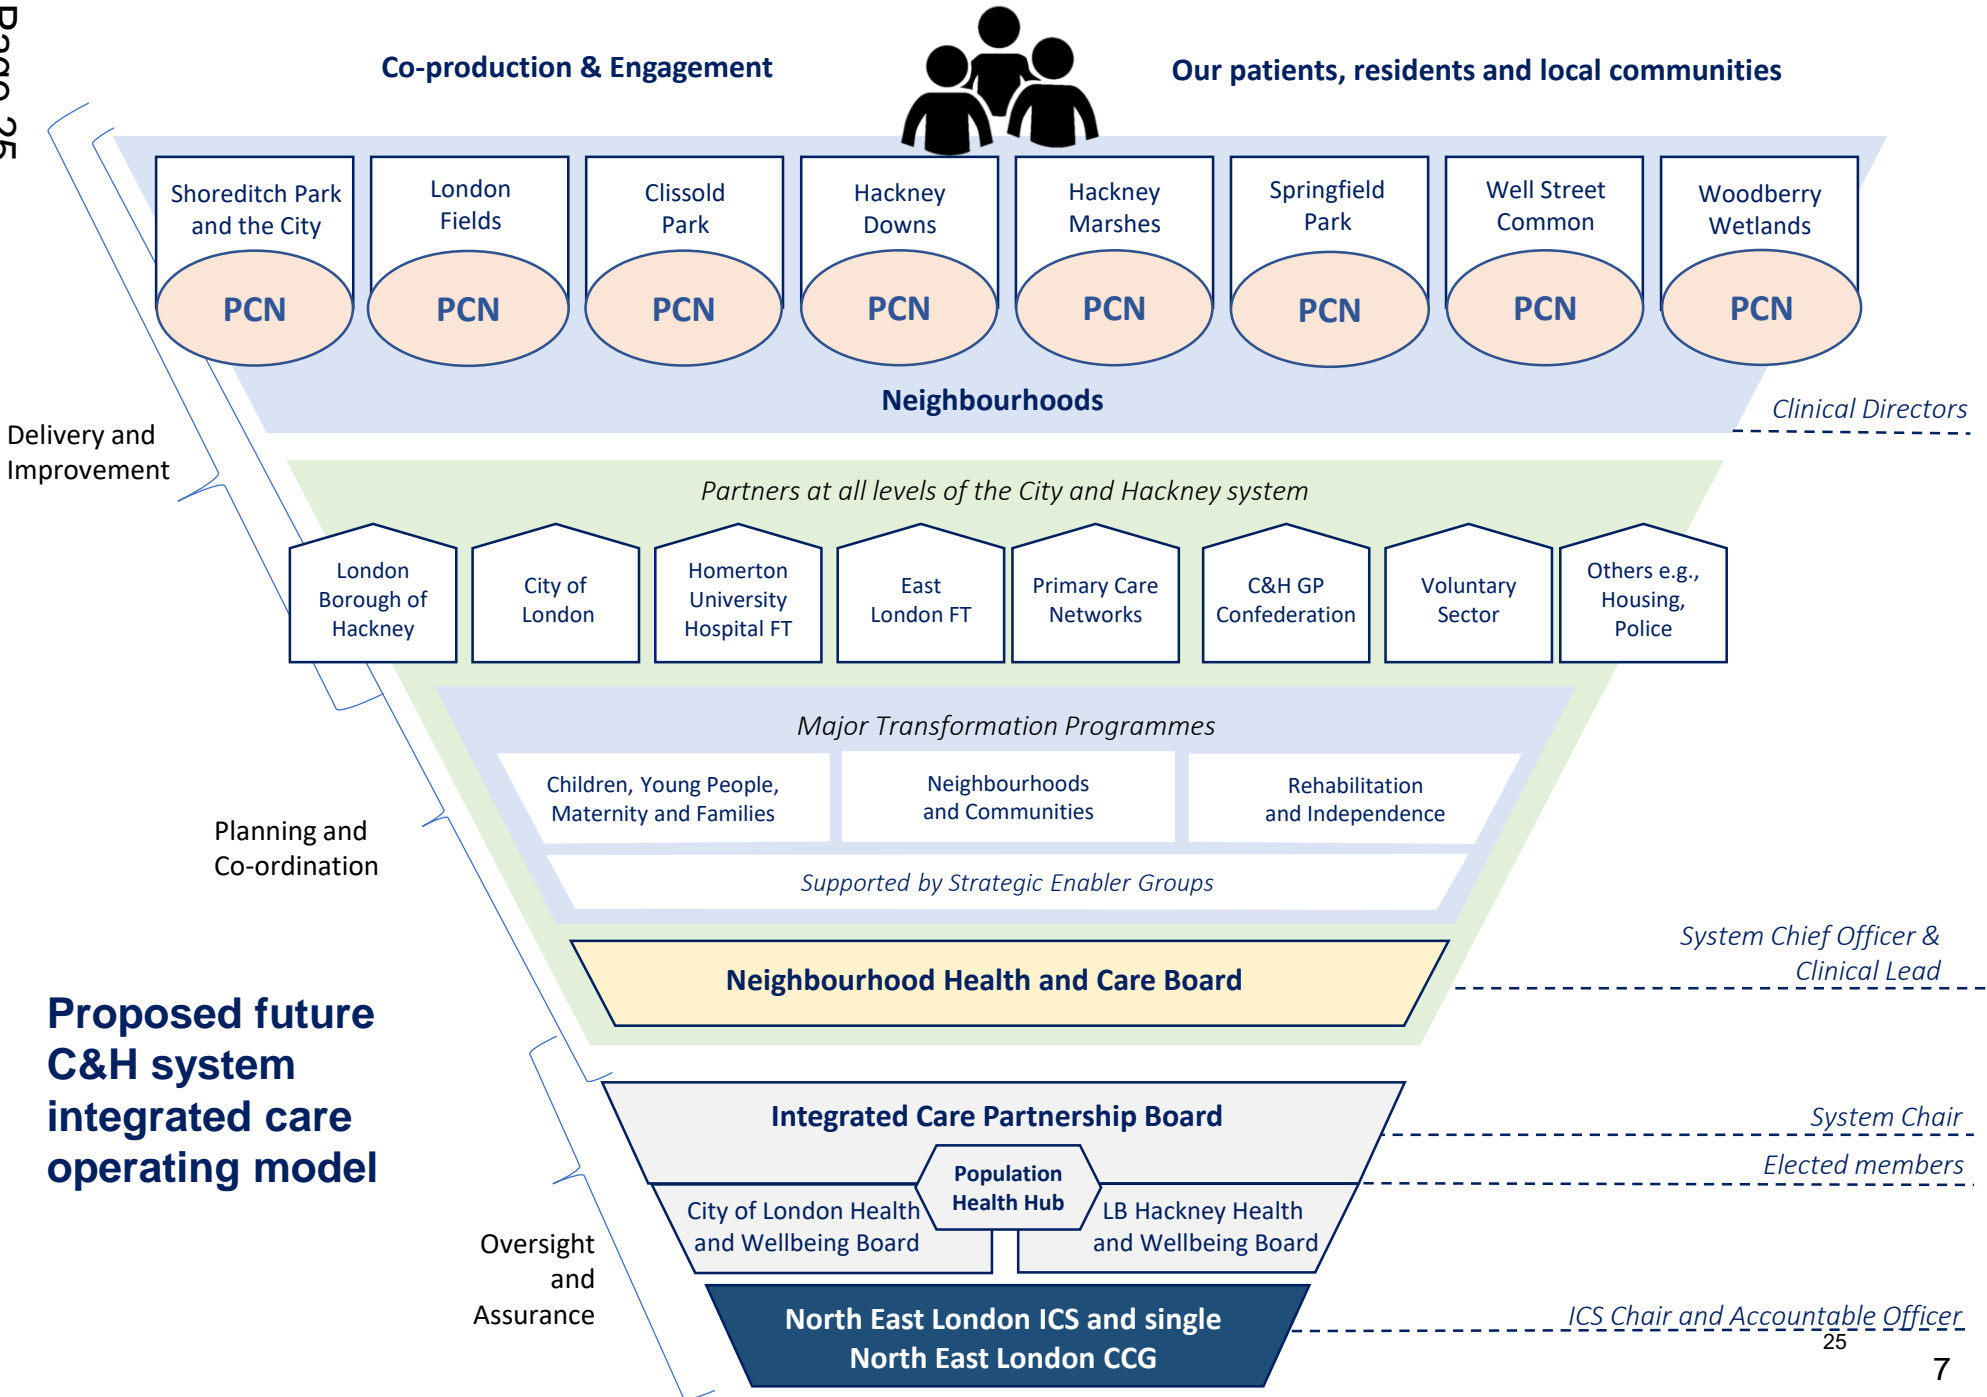 Page 25
Co-production & Engagement
Our patients, residents and local communities
Shoreditch Park
and the City
PCN
London
Fields
PCN
Clissold
Park
PCN
Hackney
Downs
PCN
Hackney
Marshes
PCN
Springfield
Park
PCN
Well Street
Common
PCN
Woodberry
Wetlands
PCN
Neighbourhoods
Clinical Directors
Delivery and
Improvement
Partners at all levels of the City and Hackney system
London
Borough of
Hackney
City of
London
Homerton
University
Hospital FT
East
London FT
Primary Care
Networks
C&H GP
Confederation
Voluntary
Sector
Others e.g.,
Housing,
Police
Major Transformation Programmes
Children, Young People,
Maternity and Families
Neighbourhoods
and Communities
Rehabilitation
and Independence
Supported by Strategic Enabler Groups
Planning and
Co-ordination
Neighbourhood Health and Care Board
System Chief Officer &
Clinical Lead
Proposed future
C&H system
integrated care
operating model
Integrated Care Partnership Board
System Chair
Elected members
Population
Health Hub
City of London Health
and Wellbeing Board
LB Hackney Health
and Wellbeing Board
Oversight
and
Assurance
North East London ICS and single
North East London CCG
ICS Chair and Accountable Officer
25
7